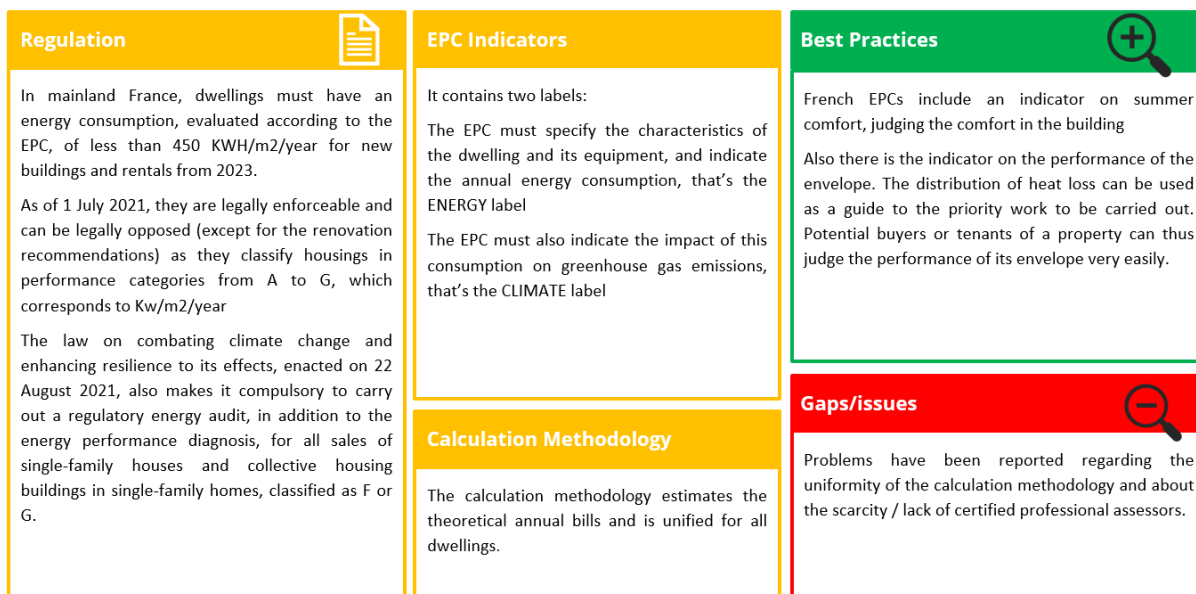 Regulation
In mainland France, dwellings must have an
energy consumption, evaluated according to the
EPC, of less than 450 KWH/m2/year for new
buildings and rentals from 2023.
As of 1 July 2021, they are legally enforceable and
can be legally opposed (except for the renovation
recommendations) as they classify housings in
performance categories from A to G, which
corresponds to Kw/m2/year
The law on combating climate change and
enhancing resilience to its effects, enacted on 22
August 2021, also makes it compulsory to carry
out a regulatory energy audit, in addition to the
energy performance diagnosis, for all sales of
single-family houses and collective housing
buildings in single-family homes, classified as F or
G.
EPC Indicators
It contains two labels:
The EPC must specify the characteristics of
the dwelling and its equipment, and indicate
the annual energy consumption, that’s the
ENERGY label
The EPC must also indicate the impact of this
consumption on greenhouse gas emissions,
that’s the CLIMATE label
Calculation Methodology
The calculation methodology estimates the
theoretical annual bills and is unified for all
dwellings.
Best Practices
French EPCs include an indicator on summer
comfort, judging the comfort in the building
Also there is the indicator on the performance of the
envelope. The distribution of heat loss can be used
as a guide to the priority work to be carried out.
Potential buyers or tenants of a property can thus
judge the performance of its envelope very easily.
Gaps/issues
Problems have been reported regarding the
uniformity of the calculation methodology and about
the scarcity / lack of certified professional assessors.